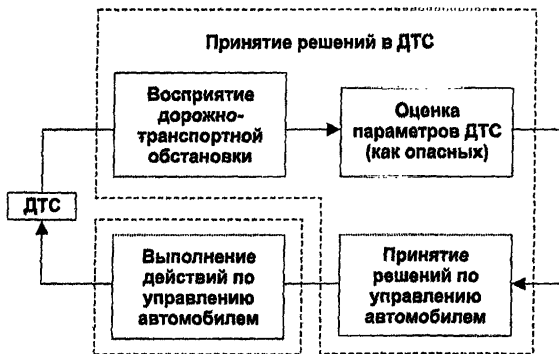 Принятие решений в ДТС
Восприятие
дорожно-
транспортной
обстановки
Оценка
параметров ДТС
(как опасных)
ДТС
Выполнение
действий по
управлению
автомобилем
Принятие
решений по
управлению
автомобилем